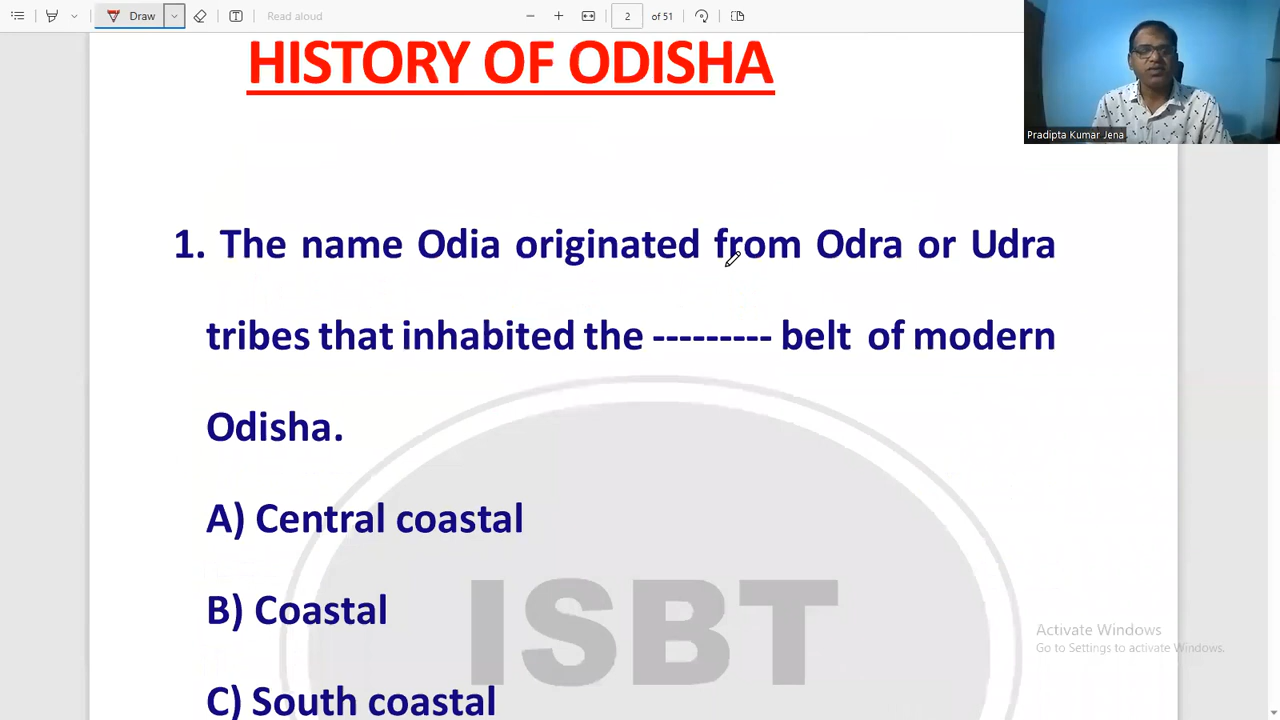 Draw
Read aloud
2 of 51
HISTORY OF ODISHA
Pradipta Kumar Jena
1. The name Odia originated from Odra or Udra
tribes that inhabited the --------- belt of modern
Odisha.
A) Central coastal
B) Coastal
C) South coastal
ISBT
Activate Windows
Go to Settings to activate Windows.